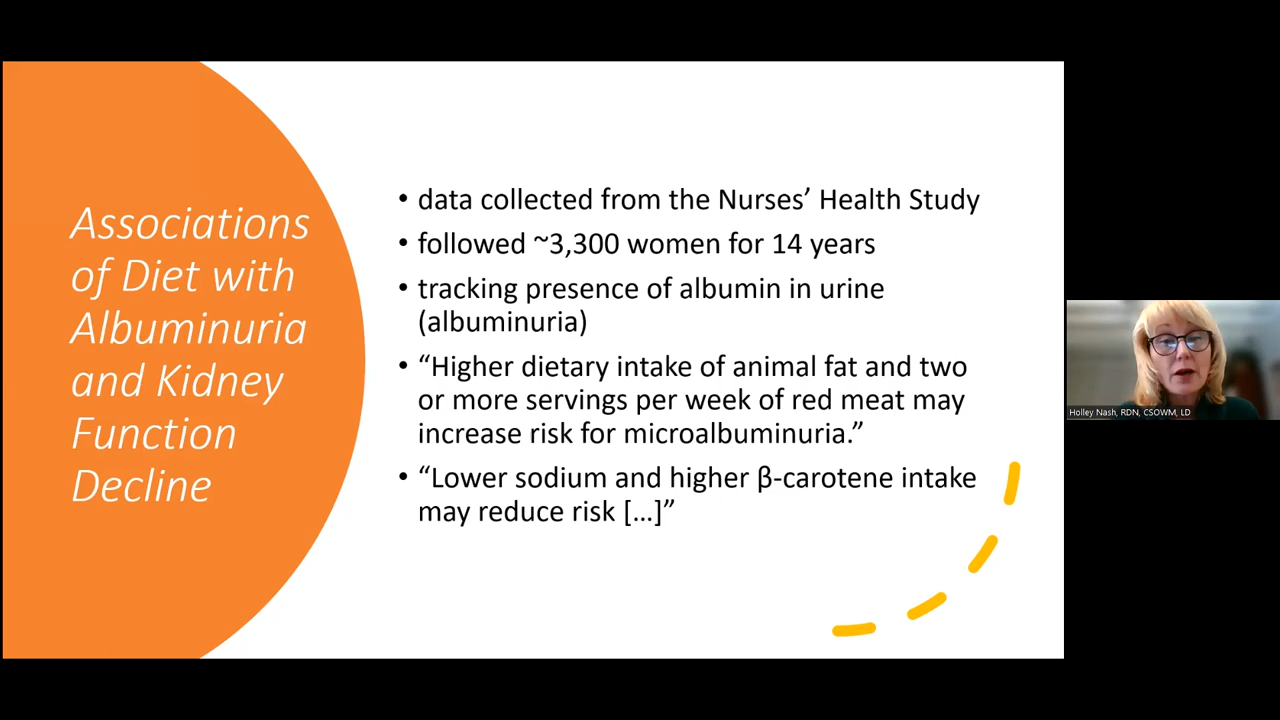 Associations
of Diet with
Albuminuria
and Kidney
Function
Decline
• data collected from the Nurses’ Health Study
• followed ~3,300 women for 14 years
• tracking presence of albumin in urine
(albuminuria)
• “Higher dietary intake of animal fat and two
or more servings per week of red meat may
increase risk for microalbuminuria.”
• “Lower sodium and higher β-carotene intake
may reduce risk […]”
Holley Nash, RDN, CSOWM, LD